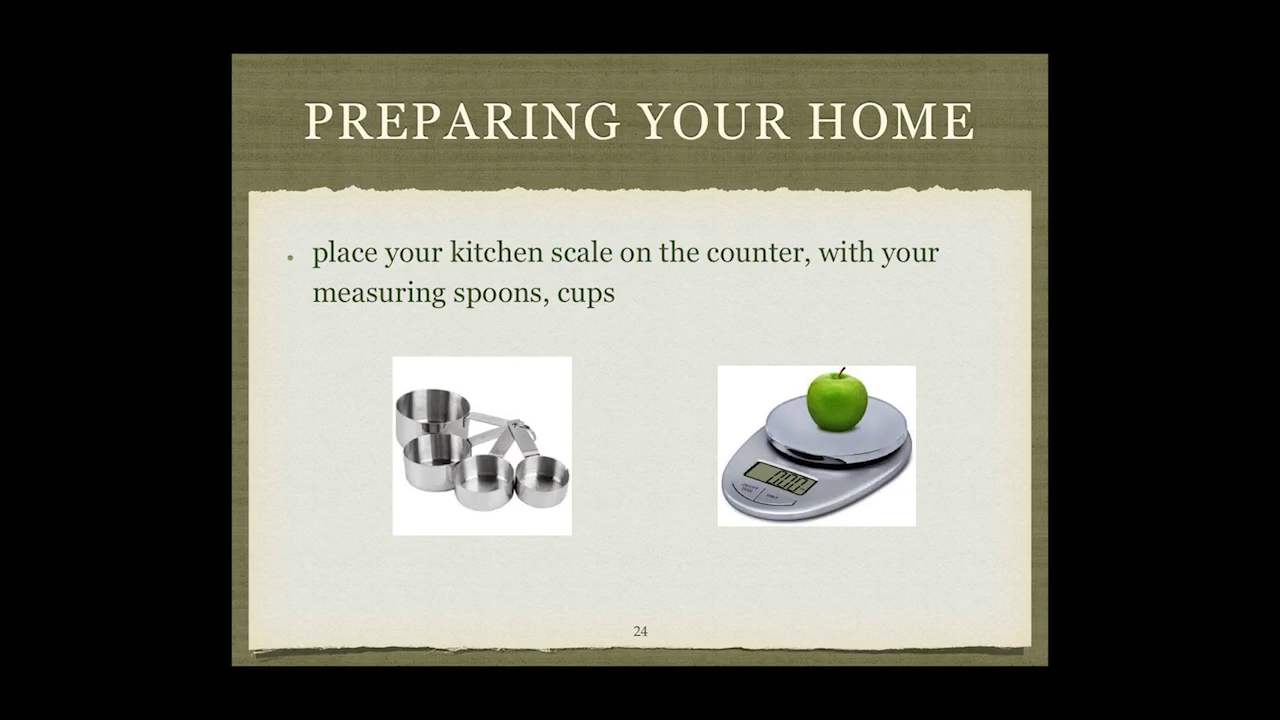 PREPARING YOUR HOME
place your kitchen scale on the counter, with your
measuring spoons, cups
24